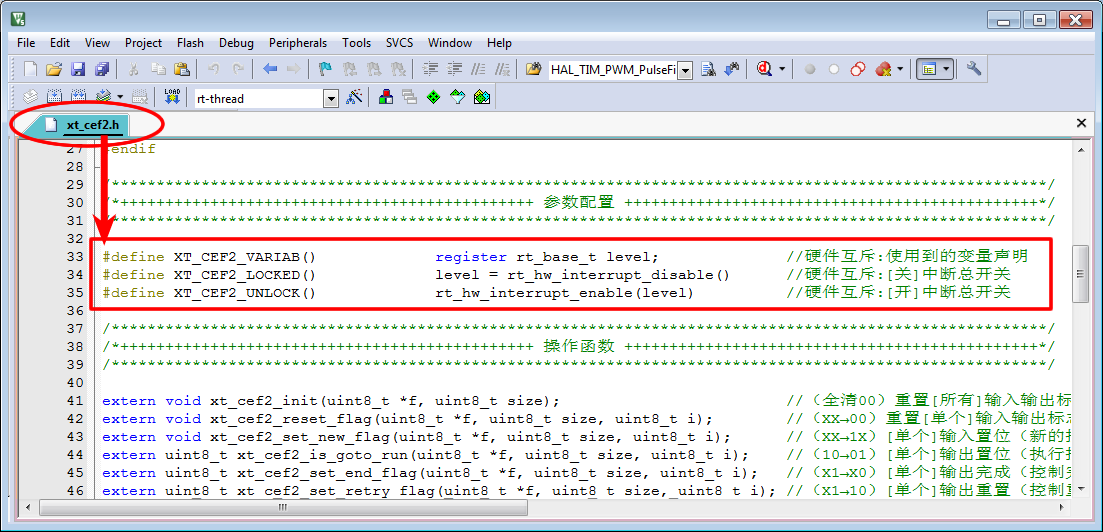 File Edit View Project Flash Debug Peripherals Tools SVCS Window Help
HAL_TIM_PWM_PulseFi
LOAD rt-thread
xt_cef2.h
27 #endif
28
29 /*******************************************************************************************************/
30 /*++++++++++++++++++++++++++++++++++++++++++++++ 参数配置 ++++++++++++++++++++++++++++++++++++++++++++++*/
31 /*******************************************************************************************************/
32
33 #define XT_CEF2_VARIAB() register rt_base_t level; //硬件互斥:使用到的变量声明
34 #define XT_CEF2_LOCKED() level = rt_hw_interrupt_disable() //硬件互斥:[关]中断总开关
35 #define XT_CEF2_UNLOCK() rt_hw_interrupt_enable(level) //硬件互斥:[开]中断总开关
36
37 /*******************************************************************************************************/
38 /*++++++++++++++++++++++++++++++++++++++++++++++ 操作函数 ++++++++++++++++++++++++++++++++++++++++++++++*/
39 /*******************************************************************************************************/
40
41 extern void xt_cef2_init(uint8_t *f, uint8_t size); //（全清00）重置[所有]输入输出标
42 extern void xt_cef2_reset_flag(uint8_t *f, uint8_t size, uint8_t i); //（XX→00）重置[单个]输入输出标志
43 extern void xt_cef2_set_new_flag(uint8_t *f, uint8_t size, uint8_t i); //（XX→1X）[单个]输入置位（新的
44 extern uint8_t xt_cef2_is_goto_run(uint8_t *f, uint8_t size, uint8_t i); //（10→01）[单个]输出置位（执行
45 extern uint8_t xt_cef2_set_end_flag(uint8_t *f, uint8_t size, uint8_t i); //（X1→X0）[单个]输出完成（控制
46 extern uint8_t xt_cef2_set_retry_flag(uint8_t *f, uint8_t size, uint8_t i); //（X1→10）[单个]输出重置（控制